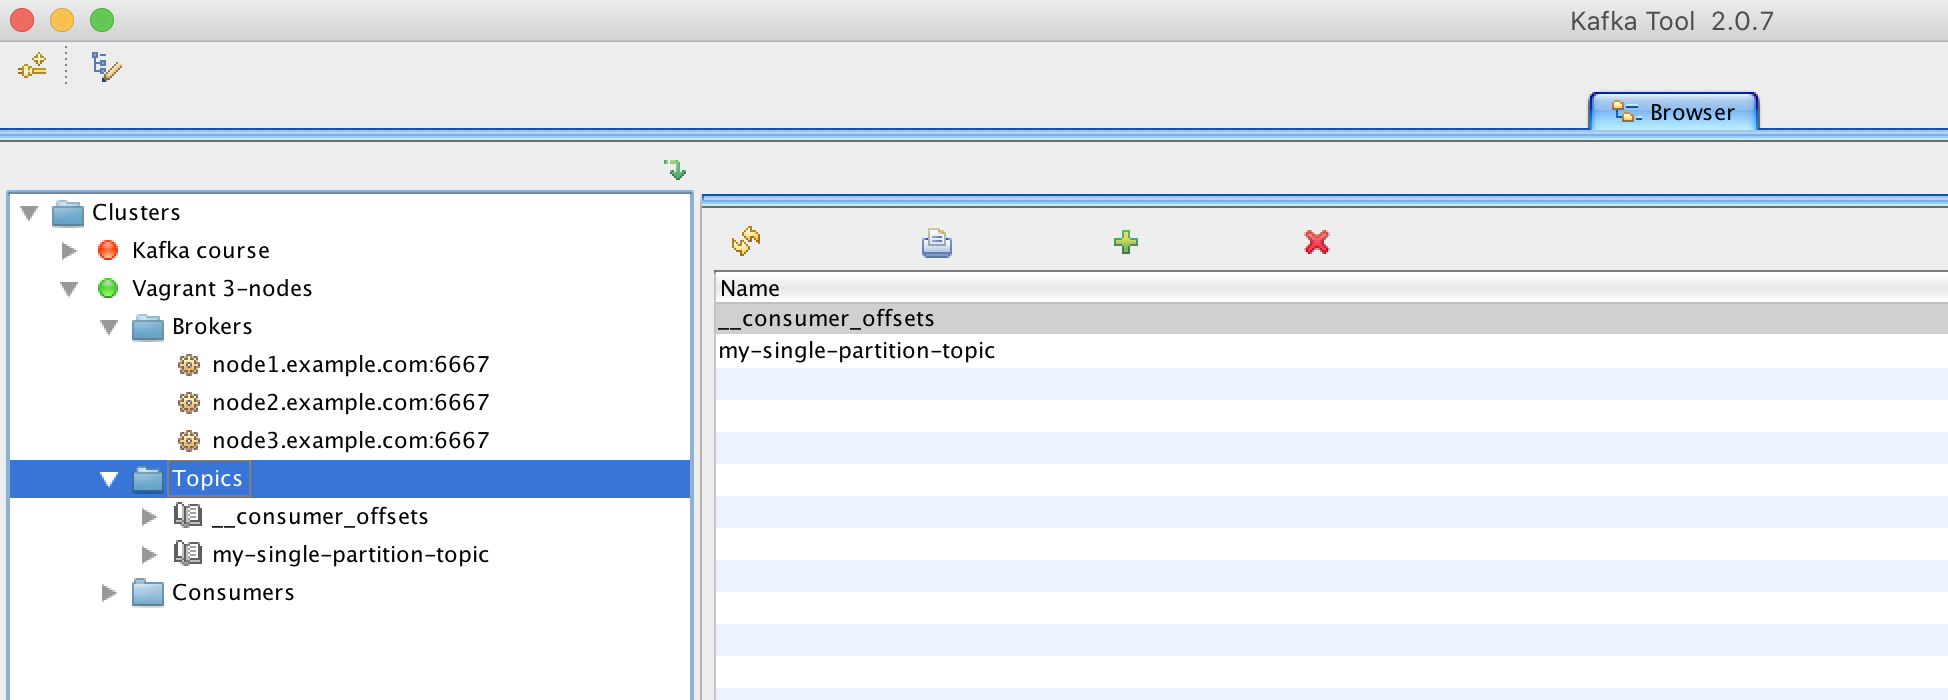 Kafka Tool 2.0.7
Browser
Clusters
Kafka course
Vagrant 3-nodes
Brokers
node1.example.com:6667
node2.example.com:6667
node3.example.com:6667
Topics
__consumer_offsets
my-single-partition-topic
Consumers
Name
__consumer_offsets
my-single-partition-topic